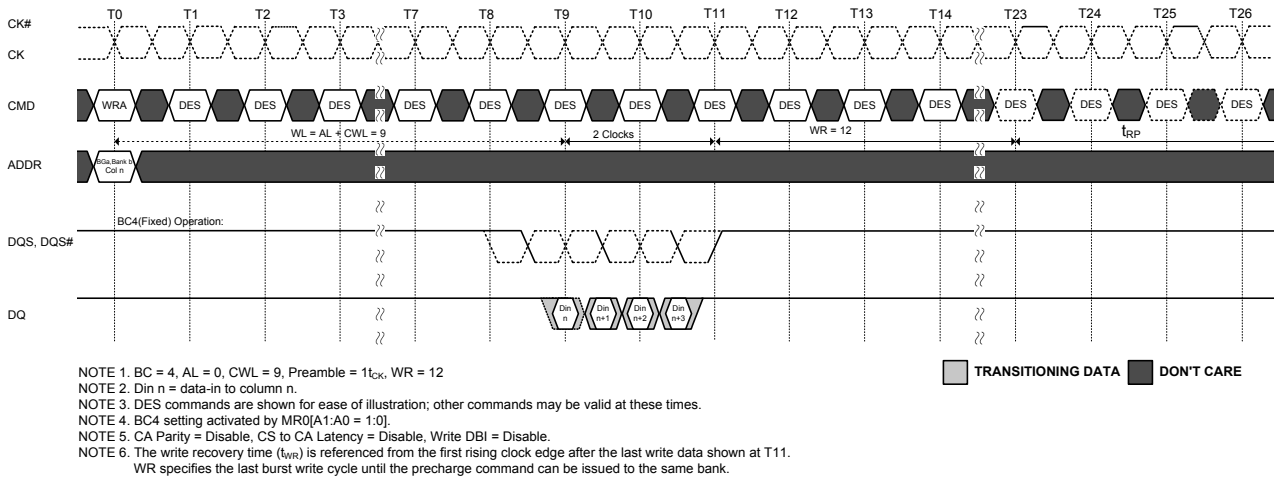 T0 T1 T2 T3 T7 T8 T9 T10 T11 T12 T13 T14 T23 T24 T25 T26
CK#
CK
CMD WRA DES DES DES DES DES DES DES DES DES DES DES DES DES DES DES
WL = AL + CWL = 9 2 Clocks WR = 12 tRP
ADDR BGa,Bank b
Col n
BC4(Fixed) Operation:
DQS, DQS#
DQ Din n Din n+1 Din n+2 Din n+3
NOTE 1. BC = 4, AL = 0, CWL = 9, Preamble = 1tCK, WR = 12
NOTE 2. Din n = data-in to column n.
NOTE 3. DES commands are shown for ease of illustration; other commands may be valid at these times.
NOTE 4. BC4 setting activated by MR0[A1:A0 = 1:0].
NOTE 5. CA Parity = Disable, CS to CA Latency = Disable, Write DBI = Disable.
NOTE 6. The write recovery time (tWR) is referenced from the first rising clock edge after the last write data shown at T11.
WR specifies the last burst write cycle until the precharge command can be issued to the same bank.
TRANSITIONING DATA DON'T CARE